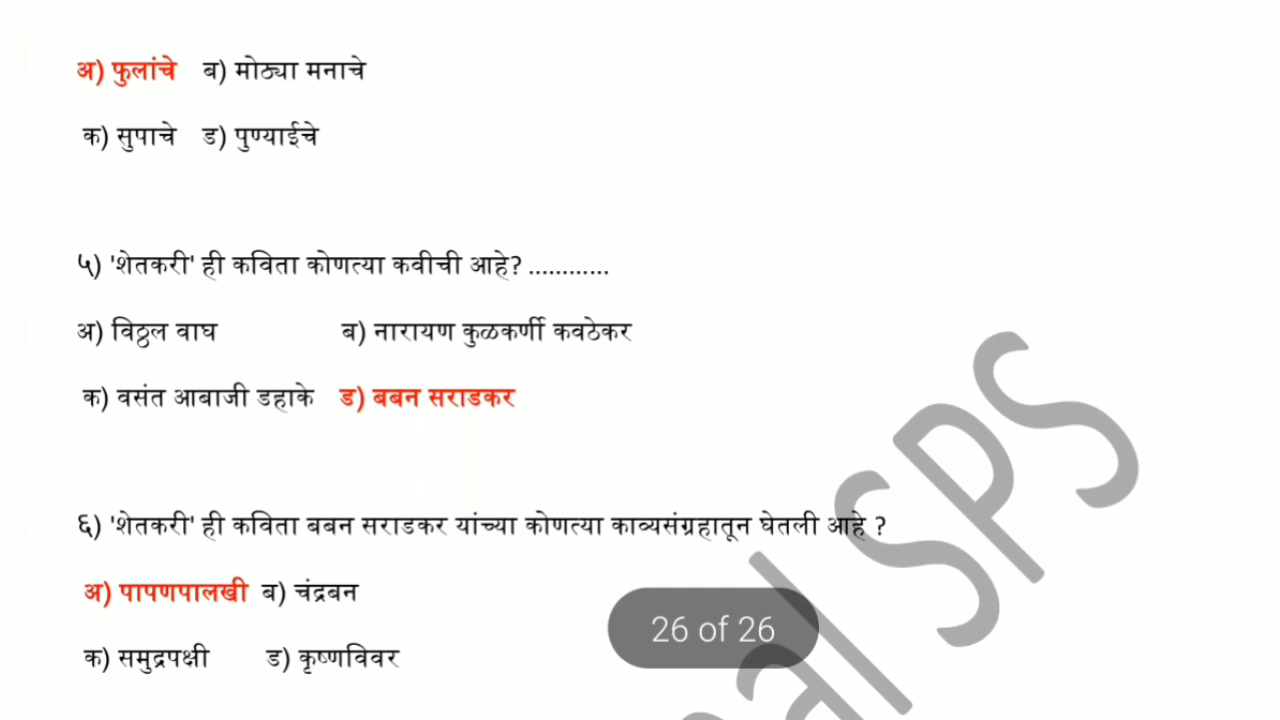 अ) फुलांचे ब) मोठ्या मनाचे
क) सुपाचे ड) पुण्याईचे
५) 'शेतकरी' ही कविता कोणत्या कवीची आहे? ............
अ) विठ्ठल वाघ ब) नारायण कुळकर्णी कवठेकर
क) वसंत आबाजी डहाके ड) बबन सराडकर
६) 'शेतकरी' ही कविता बबन सराडकर यांच्या कोणत्या काव्यसंग्रहातून घेतली आहे ?
अ) पापणपालखी ब) चंद्रबन
क) समुद्रपक्षी ड) कृष्णविवर
26 of 26
SPS